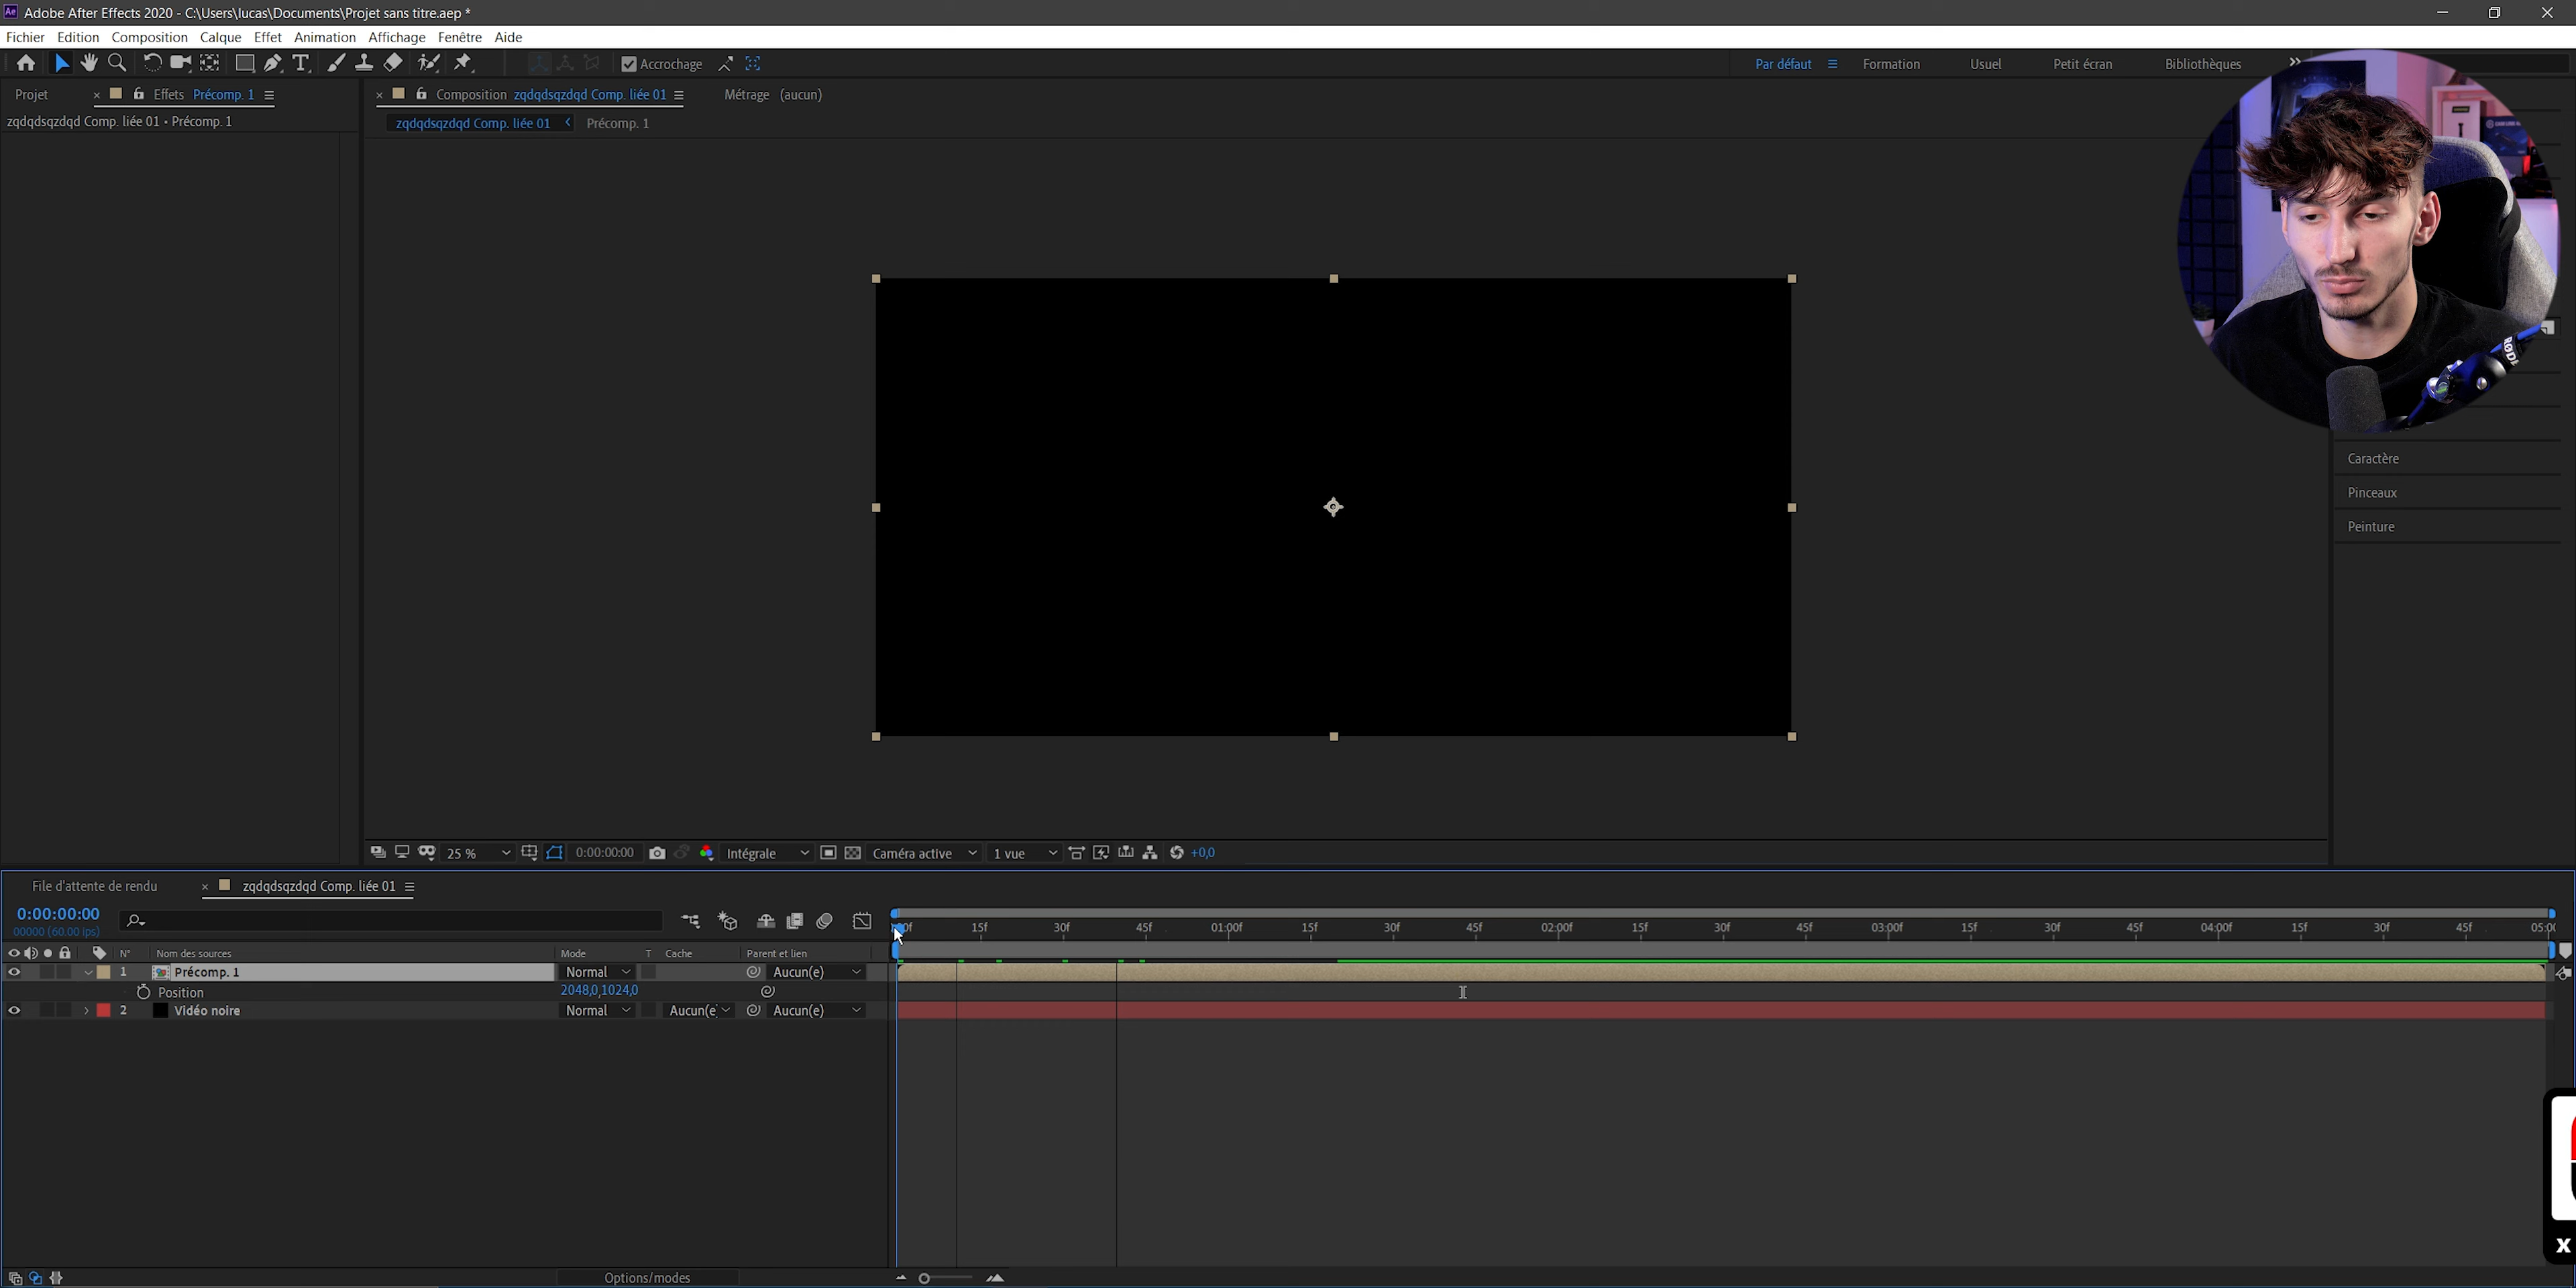 Adobe After Effects 2020 - C:\Users\lucas\Documents\Projet sans titre.aep *
Fichier Edition Composition Calque Effet Animation Affichage Fenêtre Aide
Accrochage
Par défaut Formation Usuel Petit écran Bibliothèques
Projet
Effets Précomp. 1
Composition zqdqdsqzdqd Comp. liée 01
Métrage (aucun)
zqdqdsqzdqd Comp. liée 01 • Précomp. 1
zqdqdsqzdqd Comp. liée 01
Précomp. 1
RØDE
Caractère
Pinceaux
Peinture
25 % 0:00:00:00 Intégrale Caméra active 1 vue +0,0
File d'attente de rendu
zqdqdsqzdqd Comp. liée 01
0:00:00:00
00000 (60.00 ips)
15f 30f 45f 01:00f 15f 30f 45f 02:00f 15f 30f 45f 03:00f 15f 30f 45f 04:00f 15f 30f 45f
N° Nom des sources Mode T Cache Parent et lien
1 Précomp. 1 Normal Aucun(e)
Position 2048,0,1024,0
2 Vidéo noire Normal Aucun(e) Aucun(e)
Options/modes
x